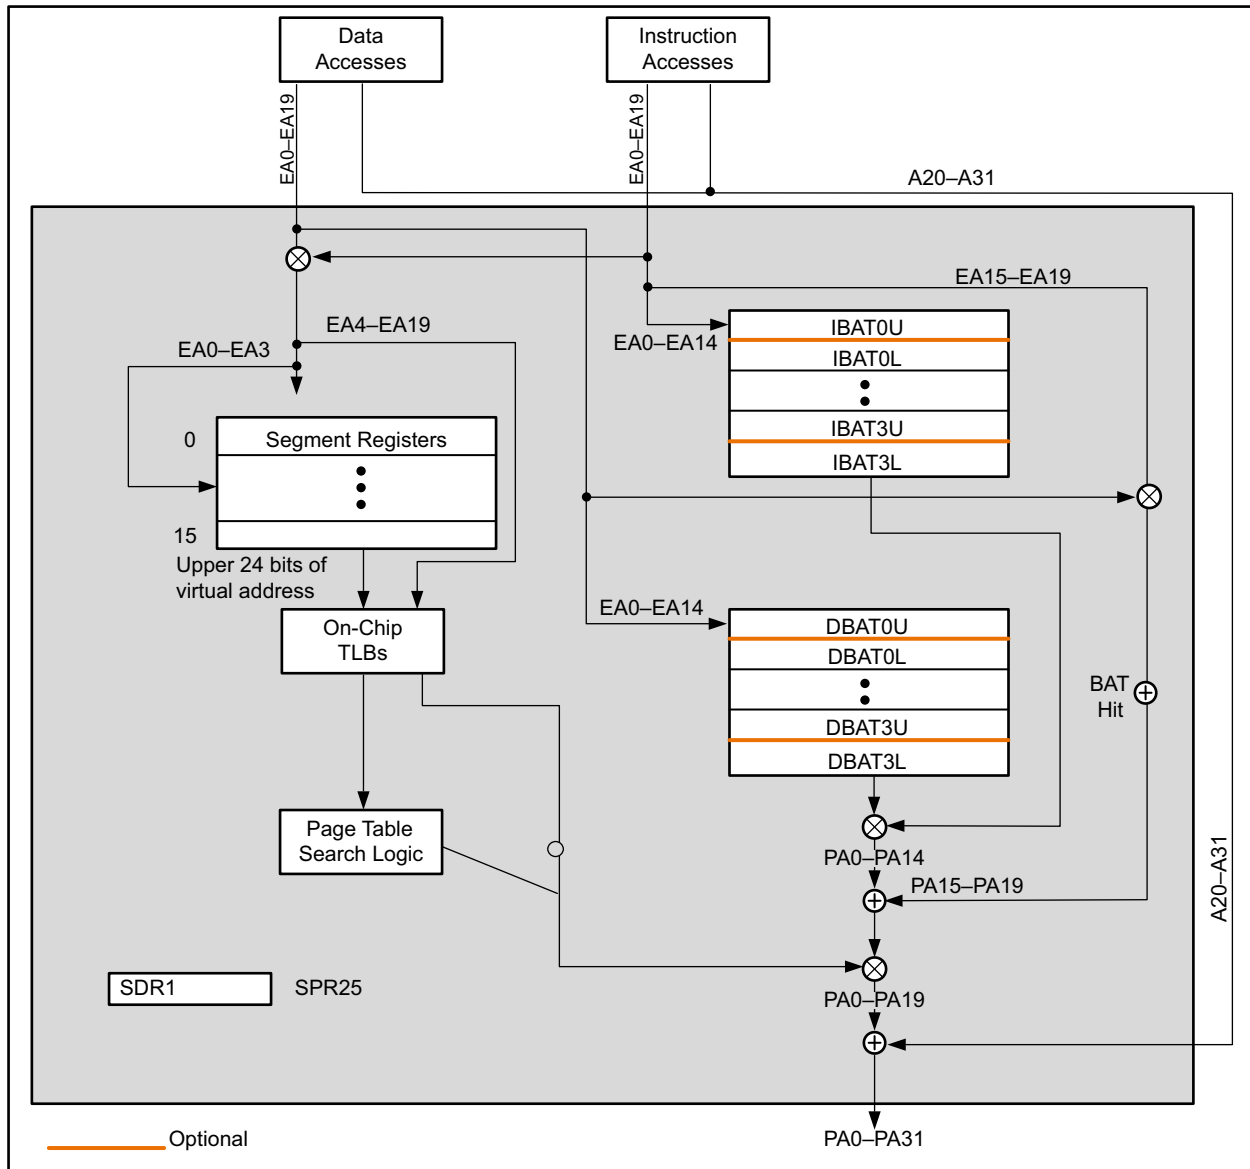 Data
Accesses
Instruction
Accesses
EA0–EA19
EA0–EA19
A20–A31
EA15–EA19
EA4–EA19
EA0–EA3
EA0–EA14
IBAT0U
IBAT0L
IBAT3U
IBAT3L
0
Segment Registers
15
Upper 24 bits of
virtual address
On-Chip
TLBs
EA0–EA14
DBAT0U
DBAT0L
DBAT3U
DBAT3L
BAT
Hit
Page Table
Search Logic
PA0–PA14
PA15–PA19
A20–A31
SDR1
SPR25
PA0–PA19
Optional
PA0–PA31